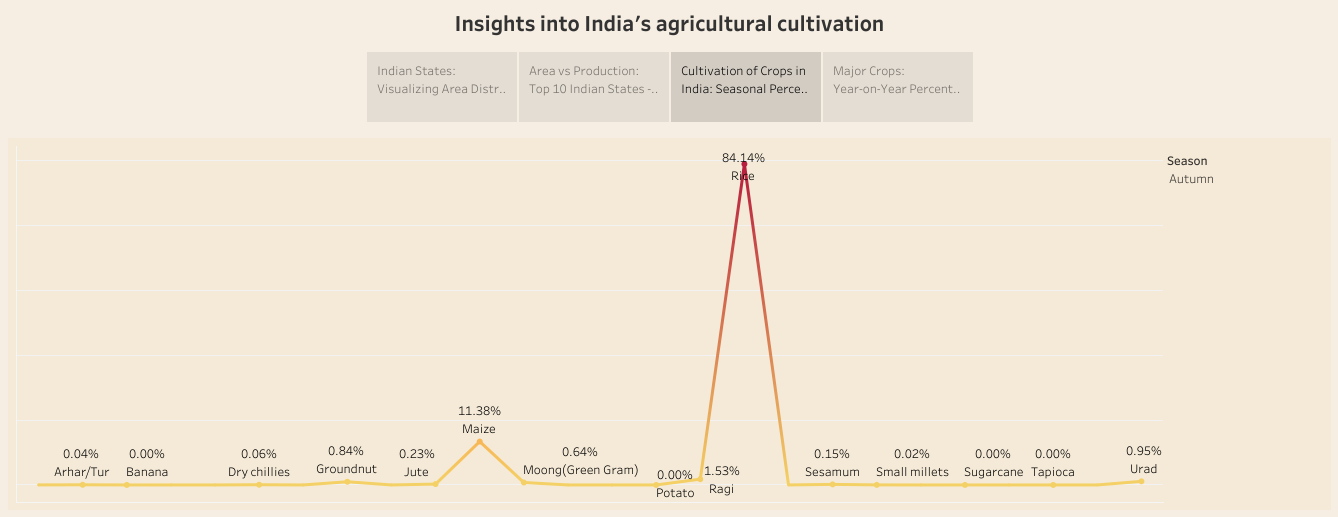 Insights into India’s agricultural cultivation
Indian States:
Visualizing Area Distr..
Area vs Production:
Top 10 Indian States -..
Cultivation of Crops in
India: Seasonal Perce..
Major Crops:
Year-on-Year Percent..
84.14%
Rice
Season
Autumn
11.38%
Maize
0.04%
Arhar/Tur
0.00%
Banana
0.06%
Dry chillies
0.84%
Groundnut
0.23%
Jute
0.64%
Moong(Green Gram)
0.00%
Potato
1.53%
Ragi
0.15%
Sesamum
0.02%
Small millets
0.00%
Sugarcane
0.00%
Tapioca
0.95%
Urad